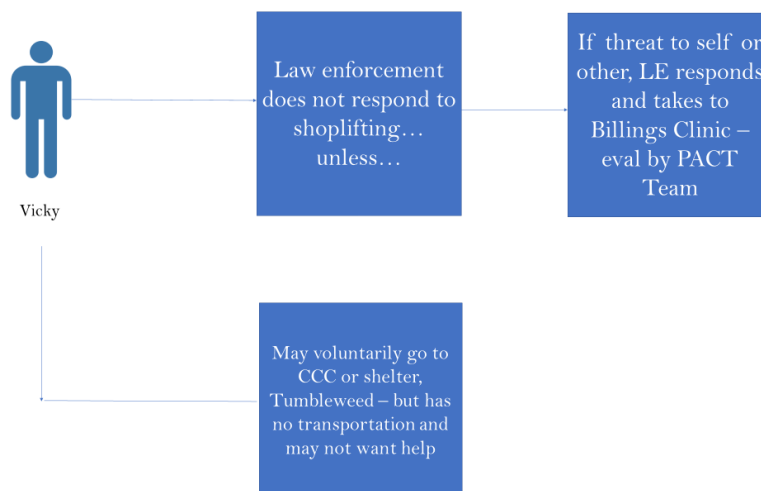 Vicky
Law enforcement
does not respond to
shoplifting…
unless…
If threat to self or
other, LE responds
and takes to
Billings Clinic –
eval by PACT
Team
May voluntarily go to
CCC or shelter,
Tumbleweed – but has
no transportation and
may not want help